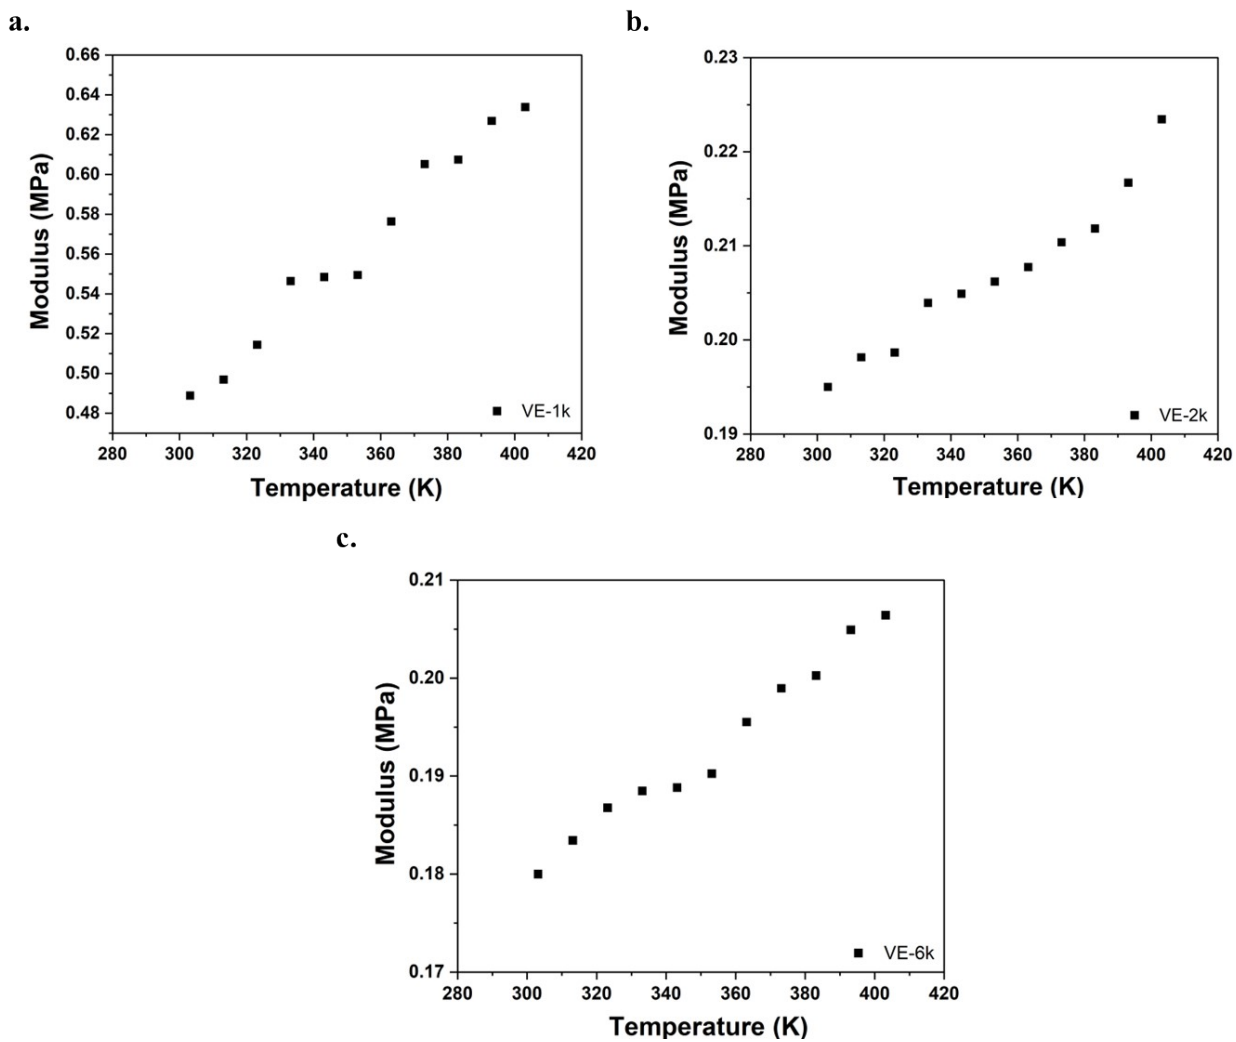 a.
0.66
0.64
0.62
0.60
0.58
0.56
0.54
0.52
0.50
0.48
Modulus (MPa)
VE-1k
280 300 320 340 360 380 400 420
Temperature (K)
b.
0.23
0.22
0.21
0.20
0.19
Modulus (MPa)
VE-2k
280 300 320 340 360 380 400 420
Temperature (K)
c.
0.21
0.20
0.19
0.18
0.17
Modulus (MPa)
VE-6k
280 300 320 340 360 380 400 420
Temperature (K)